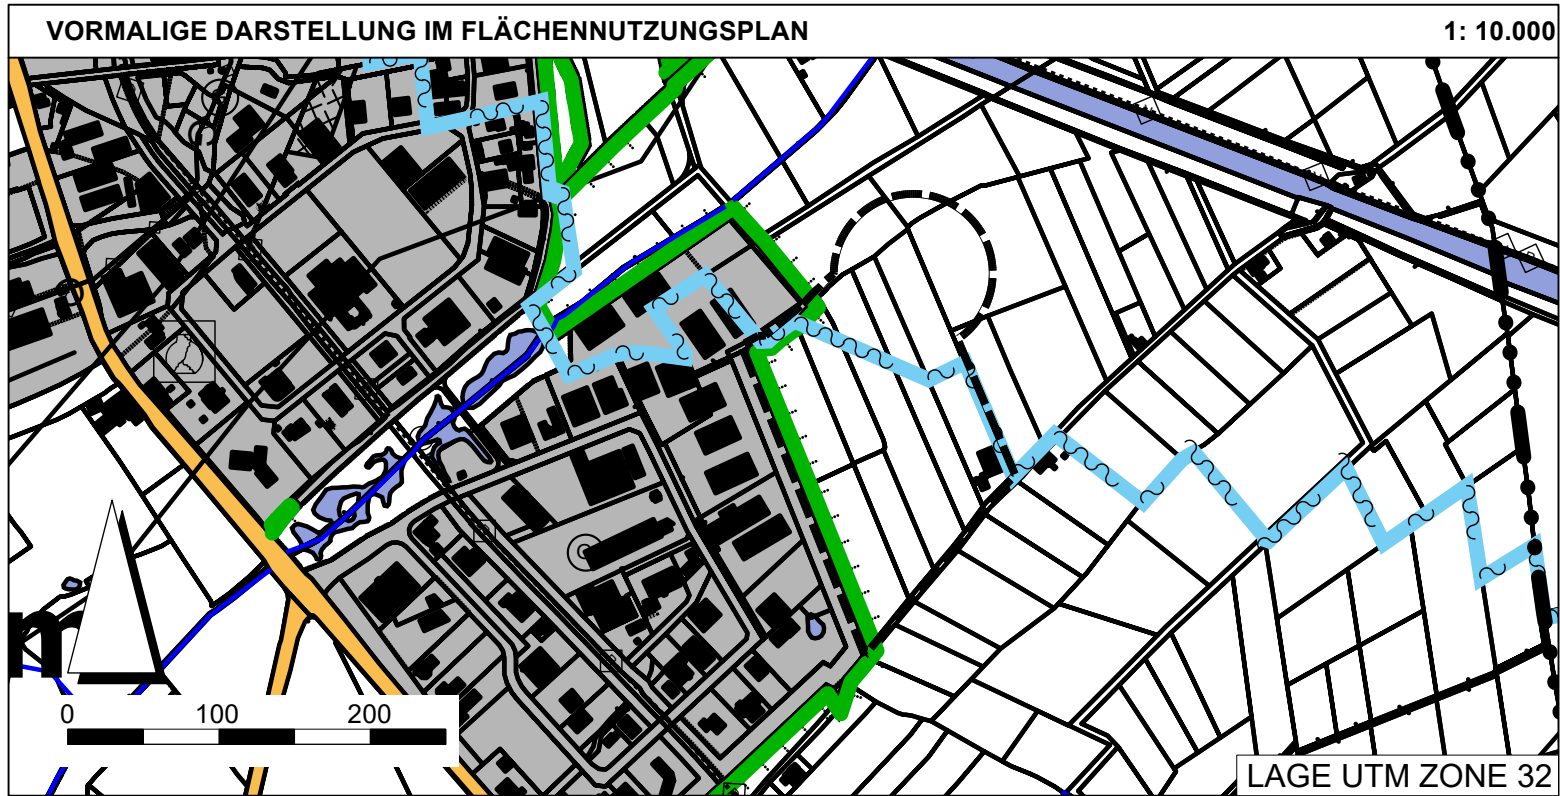 VORMALIGE DARSTELLUNG IM FLÄCHENNUTZUNGSPLAN 1: 10.000
m
0 100 200
LAGE UTM ZONE 32